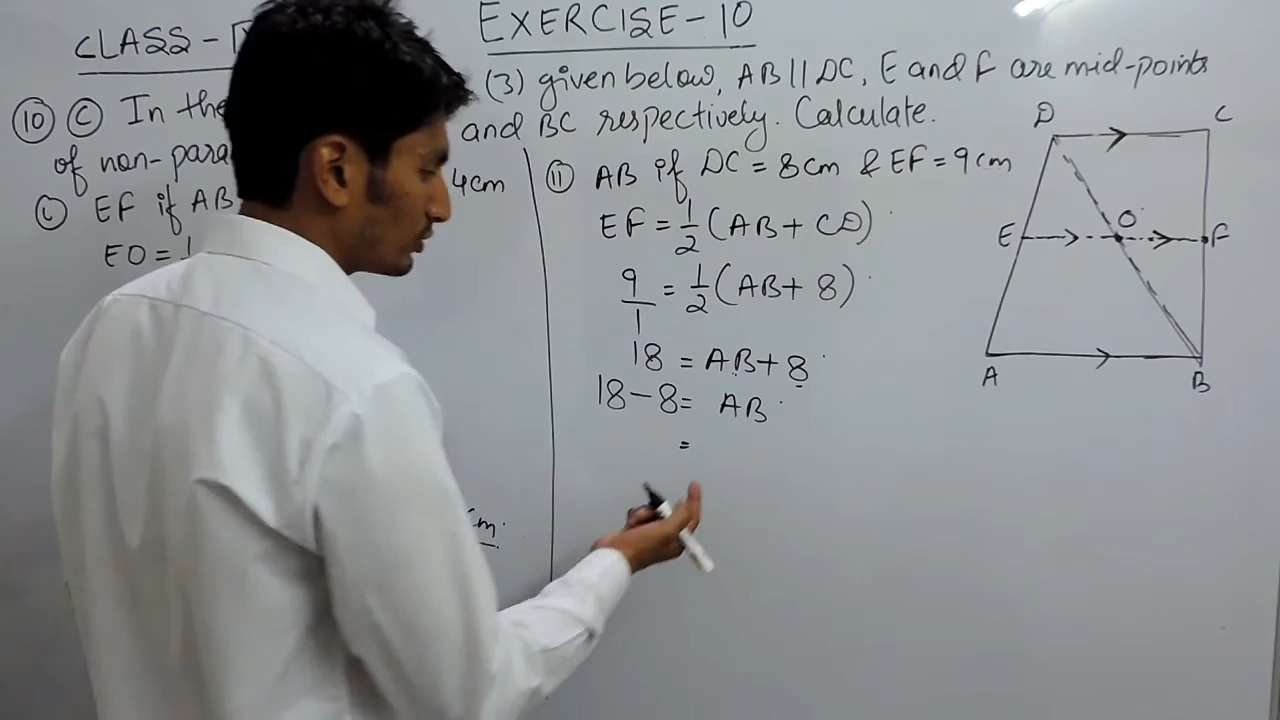 CLASS-
EXERCISE-10
10 C In the (3) given below, AB || DC, E and F are mid-points
of non-para and BC respectively. Calculate.
i EF if AB 4cm
EO = 1
cm.
ii AB if DC = 8cm & EF = 9cm
EF = 1/2 (AB + CD)
9/1 = 1/2 (AB + 8)
18 = AB + 8
18 - 8 = AB
=
D C
E O F
A B